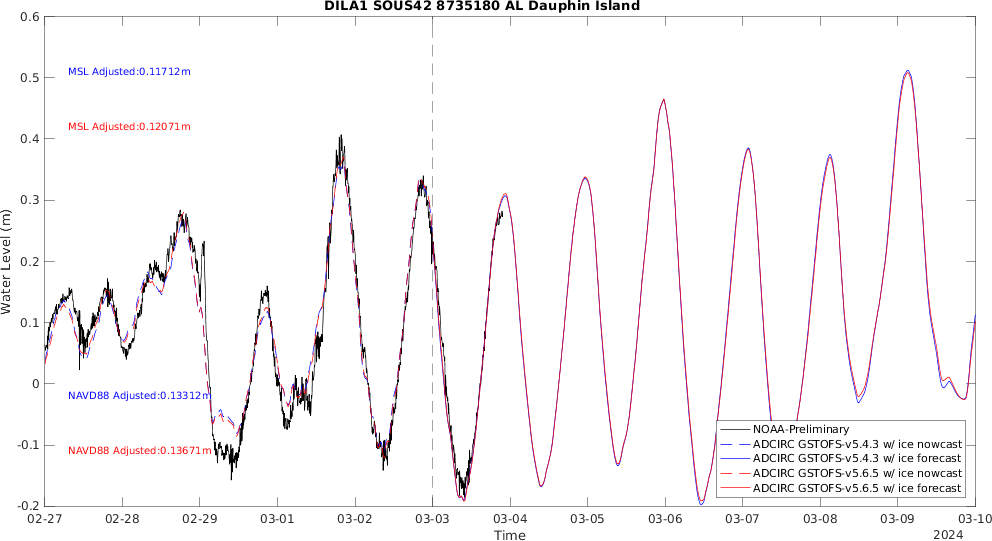 DILA1 SOUS42 8735180 AL Dauphin Island
Water Level (m)
0.6
0.5
0.4
0.3
0.2
0.1
0
-0.1
-0.2
MSL Adjusted:0.11712m
MSL Adjusted:0.12071m
NAVD88 Adjusted:0.13312m
NAVD88 Adjusted:0.13671m
NOAA-Preliminary
ADCIRC GSTOFS-v5.4.3 w/ ice nowcast
ADCIRC GSTOFS-v5.4.3 w/ ice forecast
ADCIRC GSTOFS-v5.6.5 w/ ice nowcast
ADCIRC GSTOFS-v5.6.5 w/ ice forecast
02-27 02-28 02-29 03-01 03-02 03-03 03-04 03-05 03-06 03-07 03-08 03-09 03-10
Time
2024